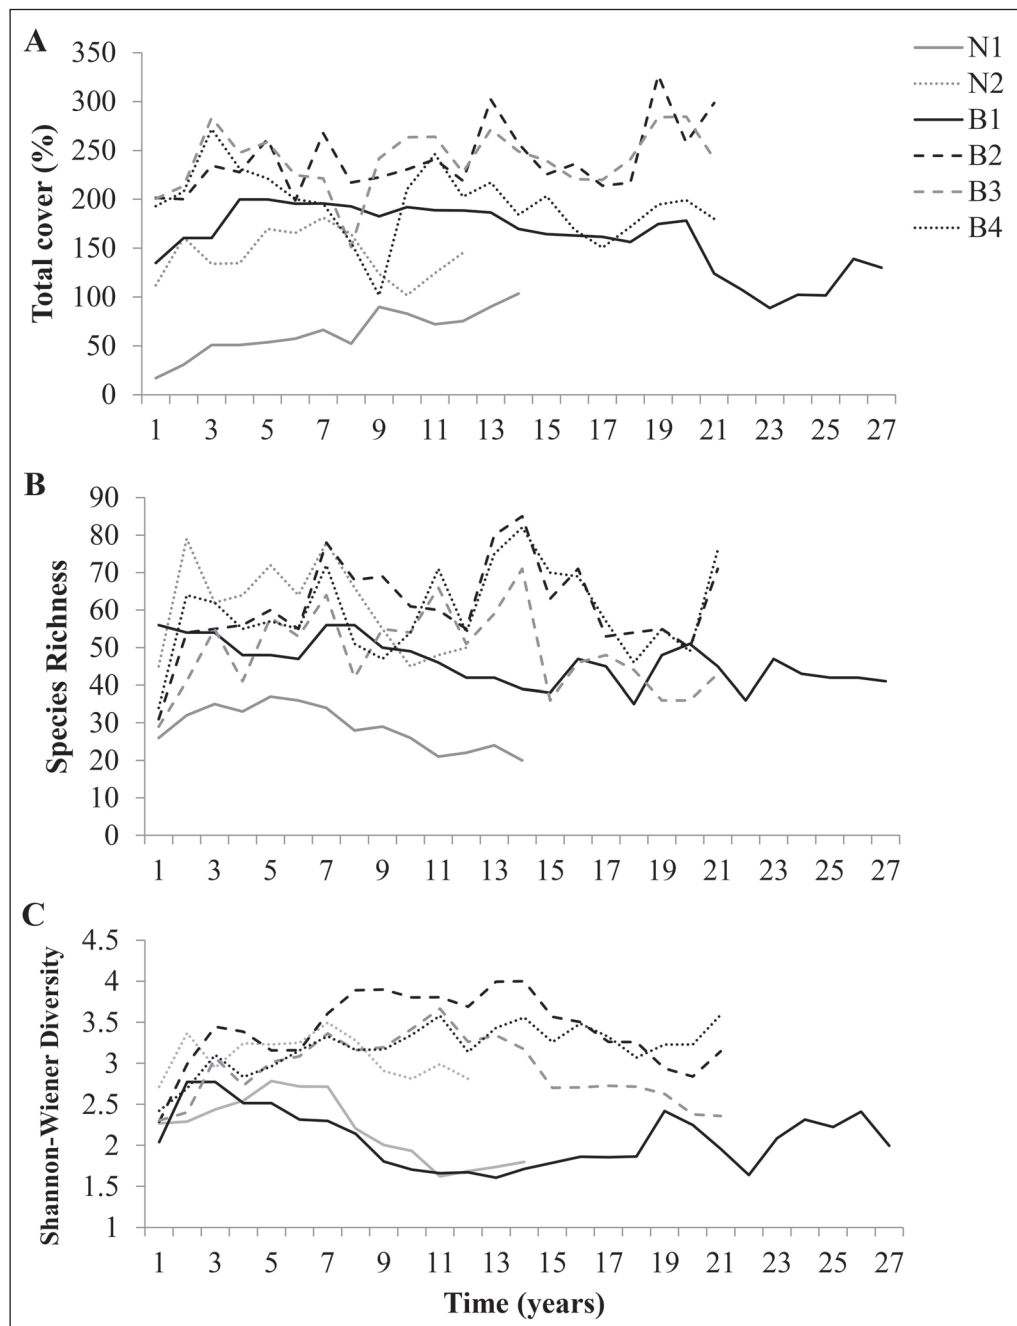 A
350
300
250
200
150
100
50
0
Total cover (%)
1 3 5 7 9 11 13 15 17 19 21 23 25 27
N1
N2
B1
B2
B3
B4
B
90
80
70
60
50
40
30
20
10
0
Species Richness
1 3 5 7 9 11 13 15 17 19 21 23 25 27
C
4.5
4
3.5
3
2.5
2
1.5
1
Shannon-Wiener Diversity
1 3 5 7 9 11 13 15 17 19 21 23 25 27
Time (years)